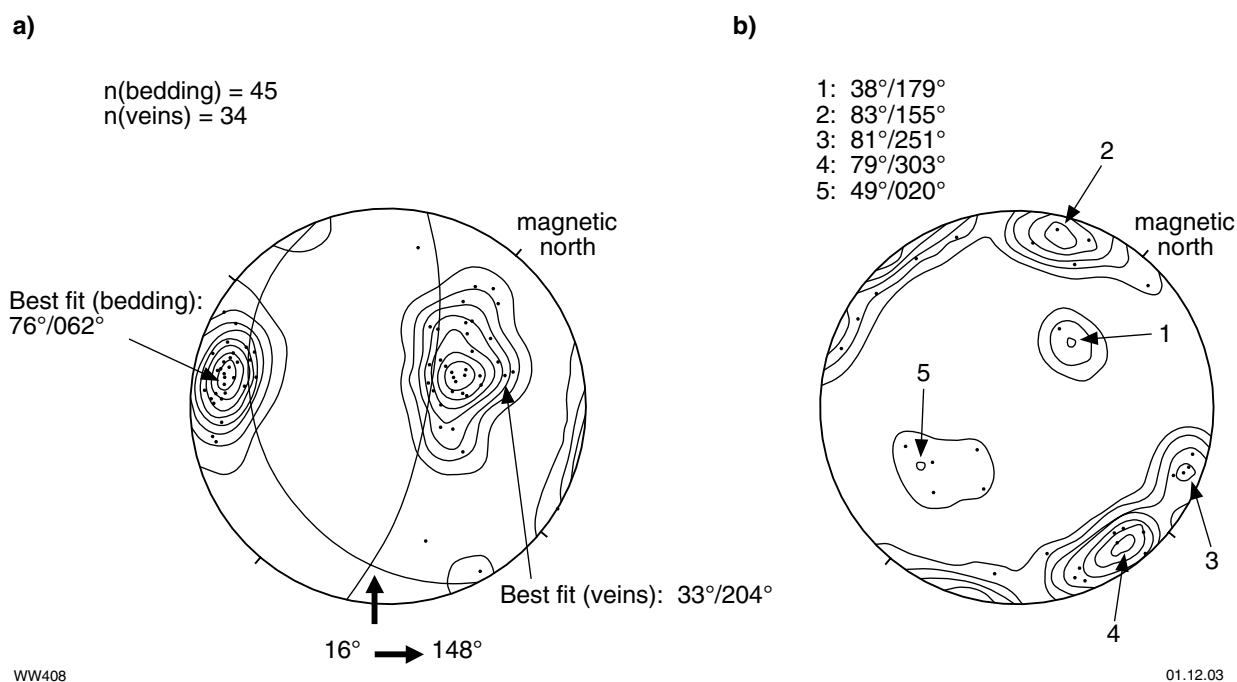 a)
n(bedding) = 45
n(veins) = 34
magnetic
north
Best fit (bedding):
76°/062°
Best fit (veins): 33°/204°
16° 148°
WW408
b)
1: 38°/179°
2: 83°/155°
3: 81°/251°
4: 79°/303°
5: 49°/020°
2
magnetic
north
1
5
3
4
01.12.03